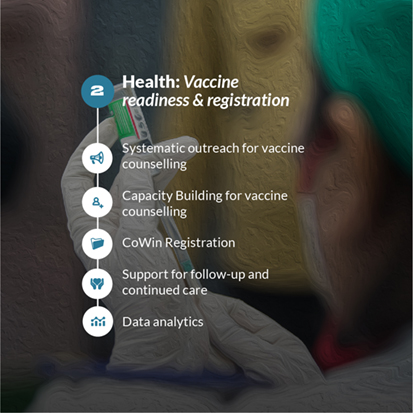 2
Health: Vaccine
readiness & registration
Systematic outreach for vaccine
counselling
Capacity Building for vaccine
counselling
CoWin Registration
Support for follow-up and
continued care
Data analytics